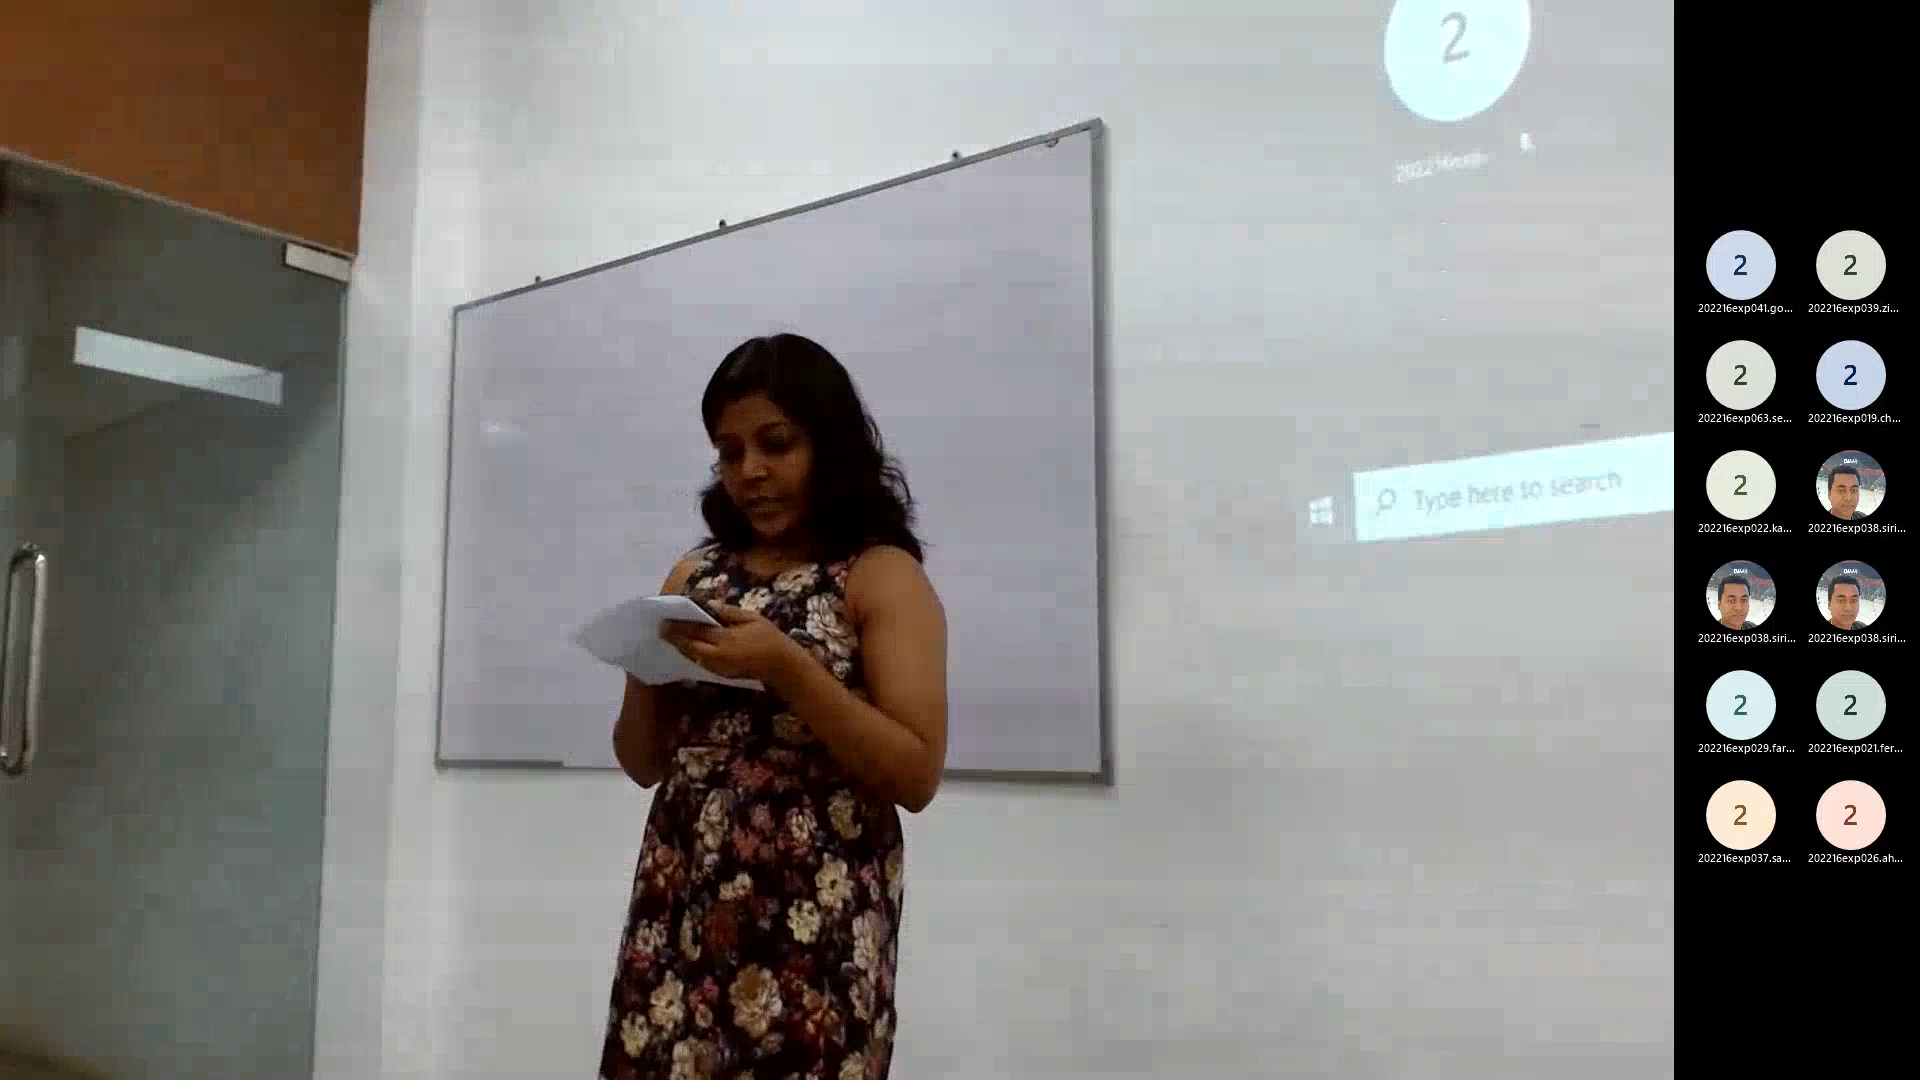 2
Type here to search
2
202216exp041.go...
2
202216exp039.zi...
2
202216exp063.se...
2
202216exp019.ch...
2
202216exp022.ka...
202216exp038.siri...
202216exp038.siri...
202216exp038.siri...
2
202216exp029.far...
2
202216exp021.fer...
2
202216exp037.sa...
2
202216exp026.ah...